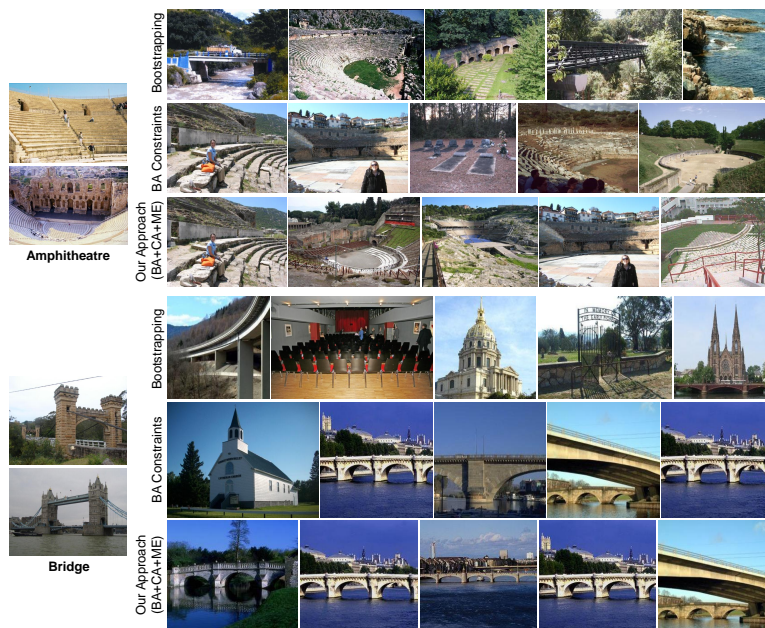 Bootstrapping
BA Constraints
Our Approach
(BA+CA+ME)
Amphitheatre
Bootstrapping
BA Constraints
Our Approach
(BA+CA+ME)
Bridge